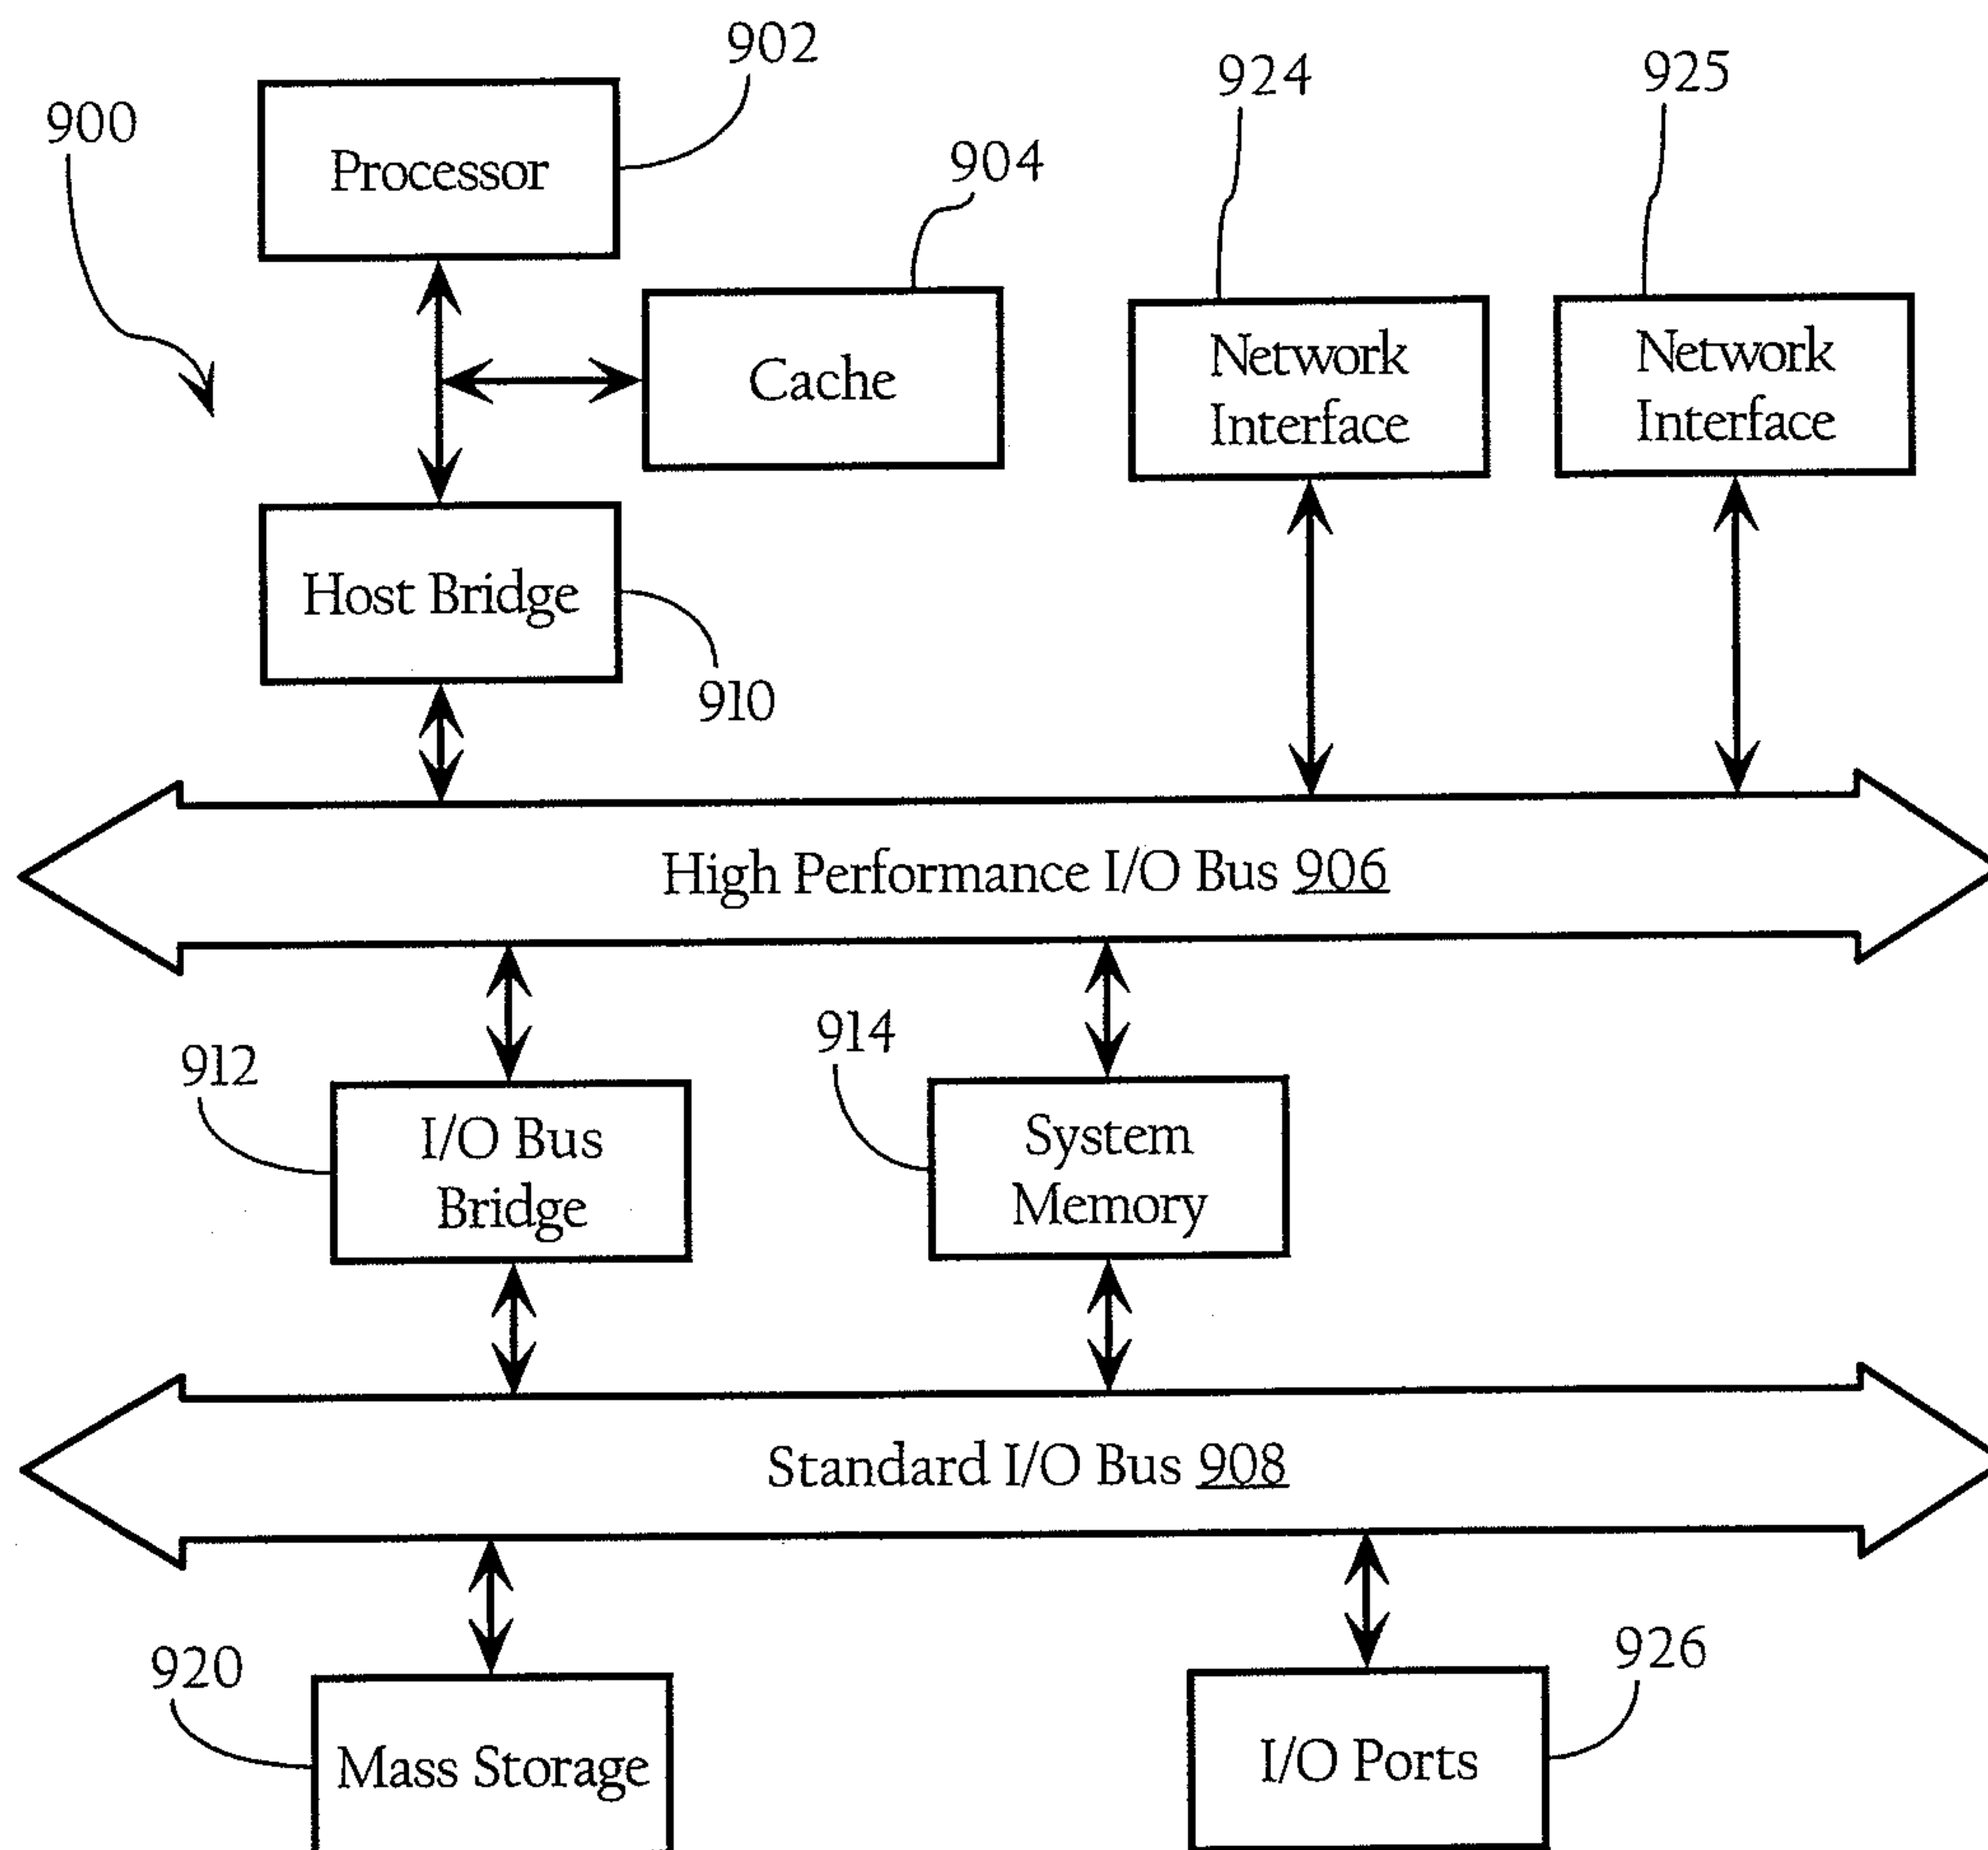 902
924
925
900
Processor
904
Network
Interface
Network
Interface
Cache
Host Bridge
910
High Performance I/O Bus 906
914
912
I/O Bus
Bridge
System
Memory
Standard I/O Bus 908
920
926
Mass Storage
I/O Ports